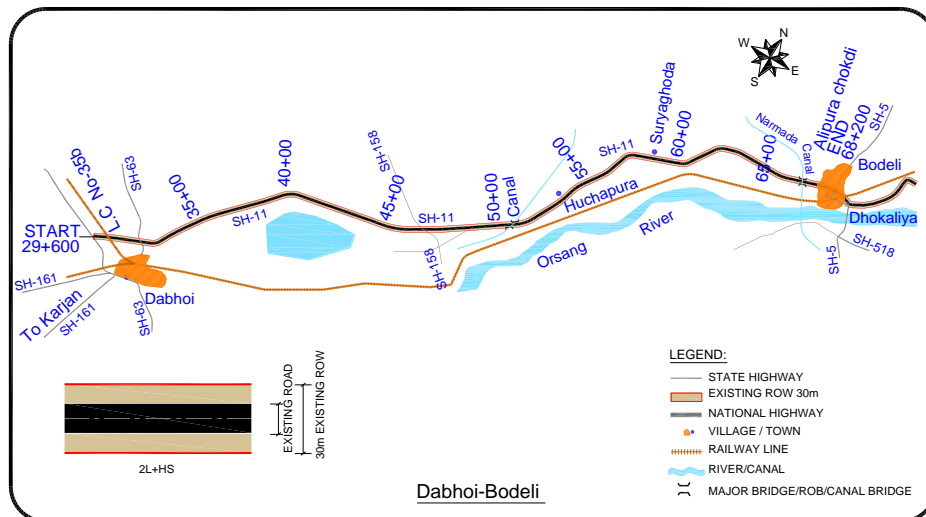 N
W
E
S
L.C No-35b
SH-63
35+00
40+00
SH-11
SH-158
45+00
SH-11
50+00
Canal
55+00
SH-11
Suryaghoda
60+00
Narmada
65+00
Canal
Alipura chokdi
END
68+200
SH-5
Bodeli
START
29+600
Huchapura
Orsang
River
Dhokaliya
SH-518
SH-5
SH-158
SH-161
Dabhoi
To Karjan
SH-161
SH-63
EXISTING ROAD
30m EXISTING ROW
2L+HS
LEGEND:
STATE HIGHWAY
EXISTING ROW 30m
NATIONAL HIGHWAY
VILLAGE / TOWN
RAILWAY LINE
RIVER/CANAL
MAJOR BRIDGE/ROB/CANAL BRIDGE
Dabhoi-Bodeli